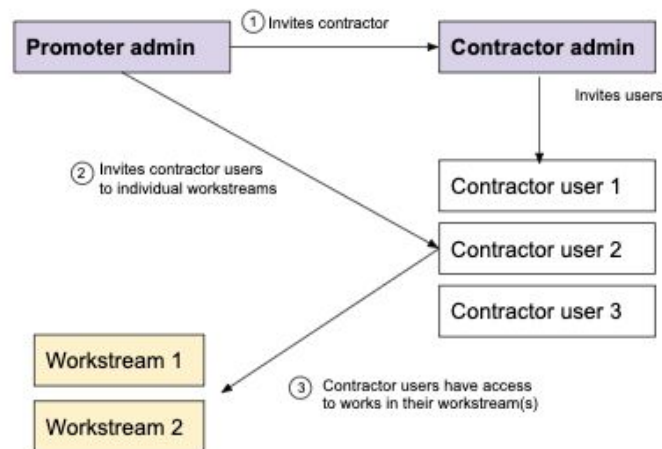 1 Invites contractor
Promoter admin
Contractor admin
Invites users
2 Invites contractor users
to individual workstreams
Contractor user 1
Contractor user 2
Contractor user 3
Workstream 1
3 Contractor users have access
to works in their workstream(s)
Workstream 2